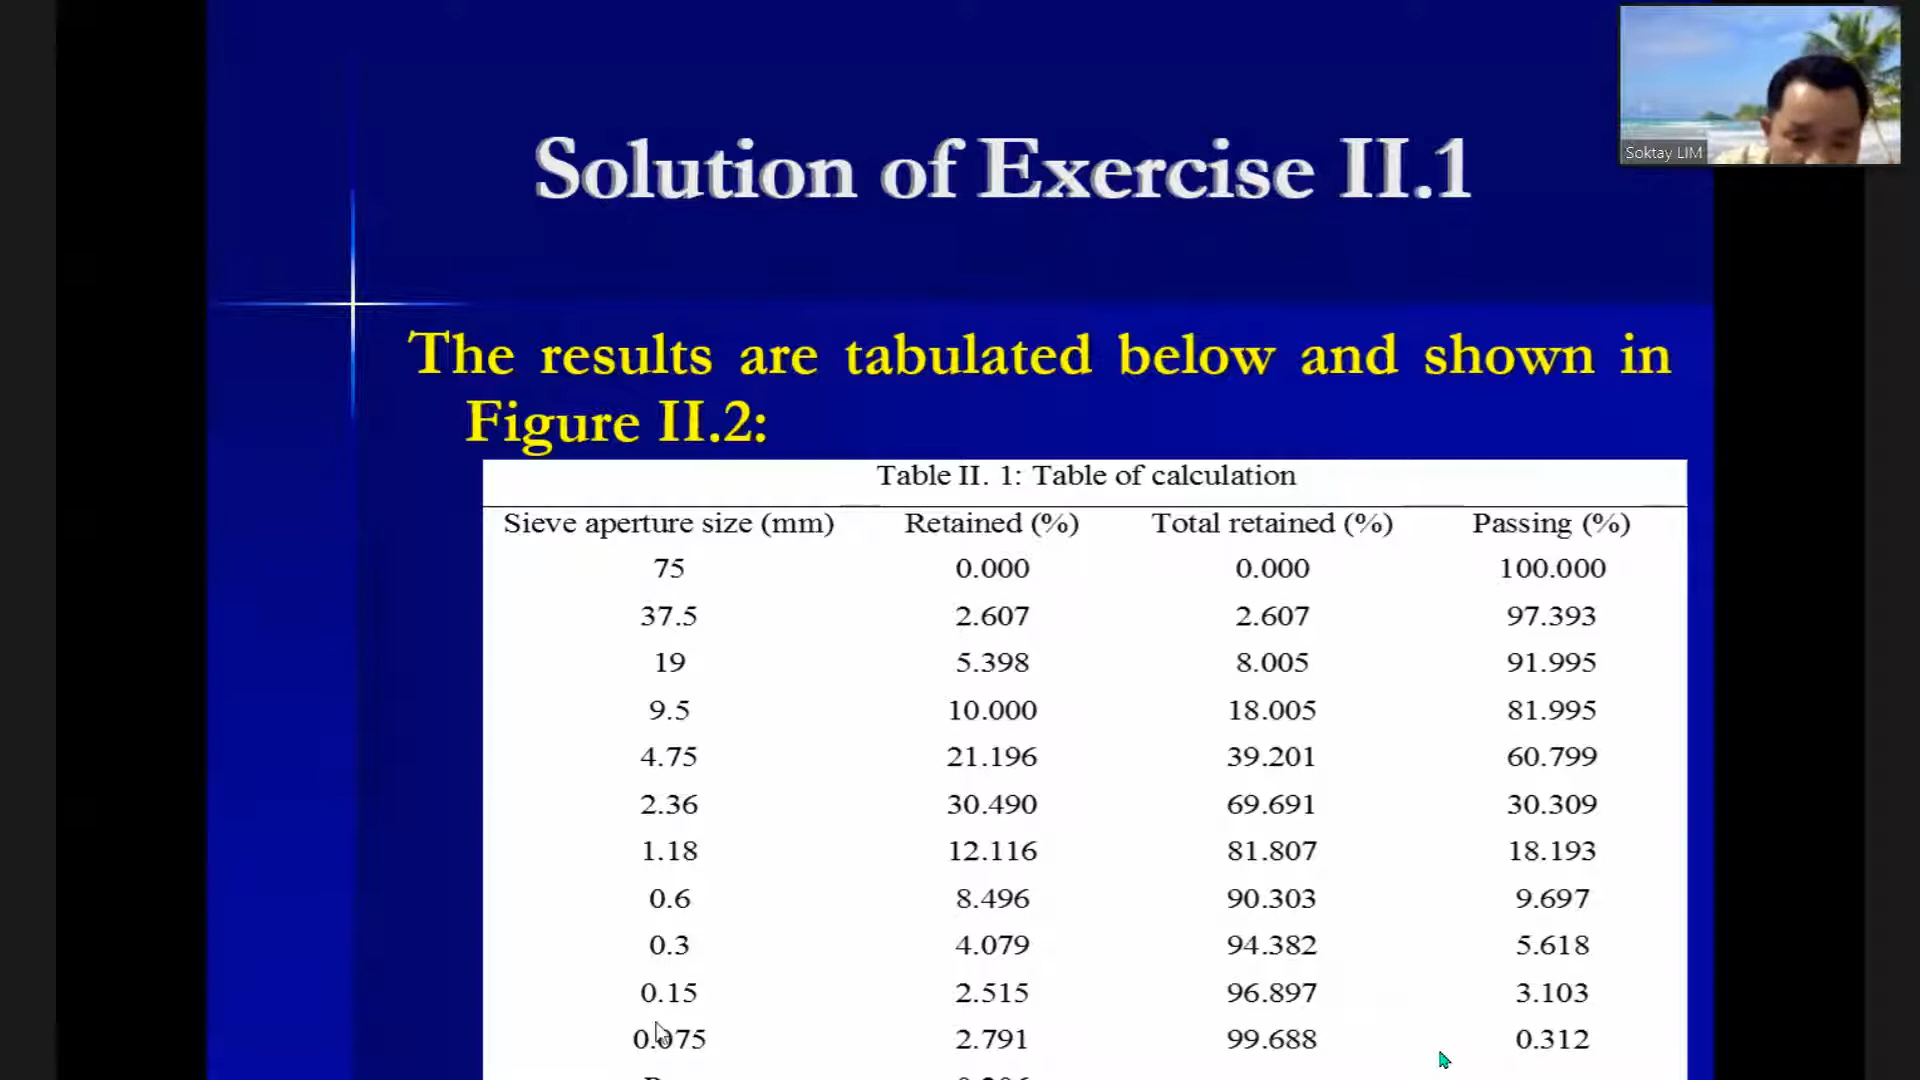 Soktay LIM
Solution of Exercise II.1
The results are tabulated below and shown in
Figure II.2:
Table II. 1: Table of calculation
Sieve aperture size (mm) Retained (%) Total retained (%) Passing (%)
75 0.000 0.000 100.000
37.5 2.607 2.607 97.393
19 5.398 8.005 91.995
9.5 10.000 18.005 81.995
4.75 21.196 39.201 60.799
2.36 30.490 69.691 30.309
1.18 12.116 81.807 18.193
0.6 8.496 90.303 9.697
0.3 4.079 94.382 5.618
0.15 2.515 96.897 3.103
0.075 2.791 99.688 0.312